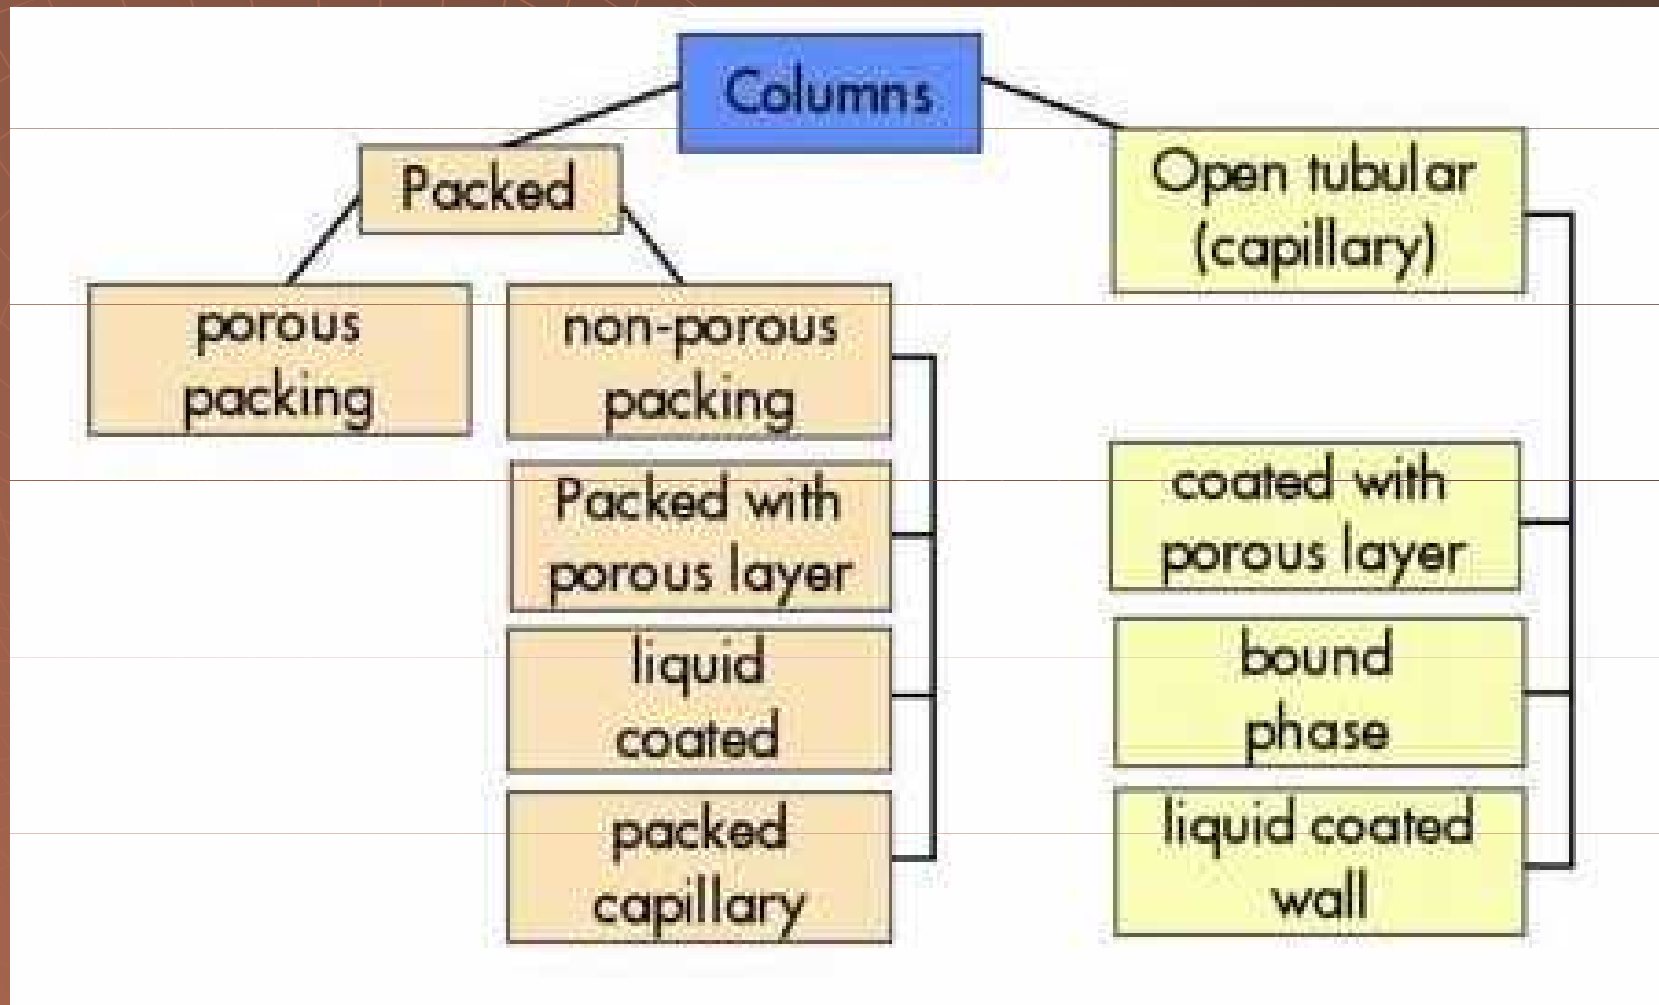 Columns
Packed
Open tubular
(capillary)
porous
packing
non-porous
packing
Packed with
porous layer
liquid
coated
packed
capillary
coated with
porous layer
bound
phase
liquid coated
wall